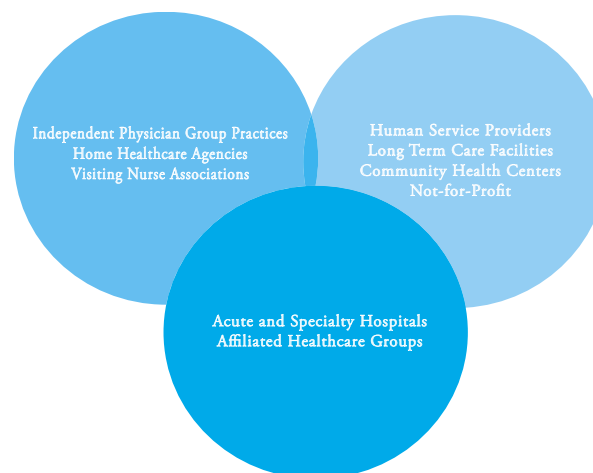 Independent Physician Group Practices
Home Healthcare Agencies
Visiting Nurse Associations
Human Service Providers
Long Term Care Facilities
Community Health Centers
Not-for-Profit
Acute and Specialty Hospitals
Affiliated Healthcare Groups